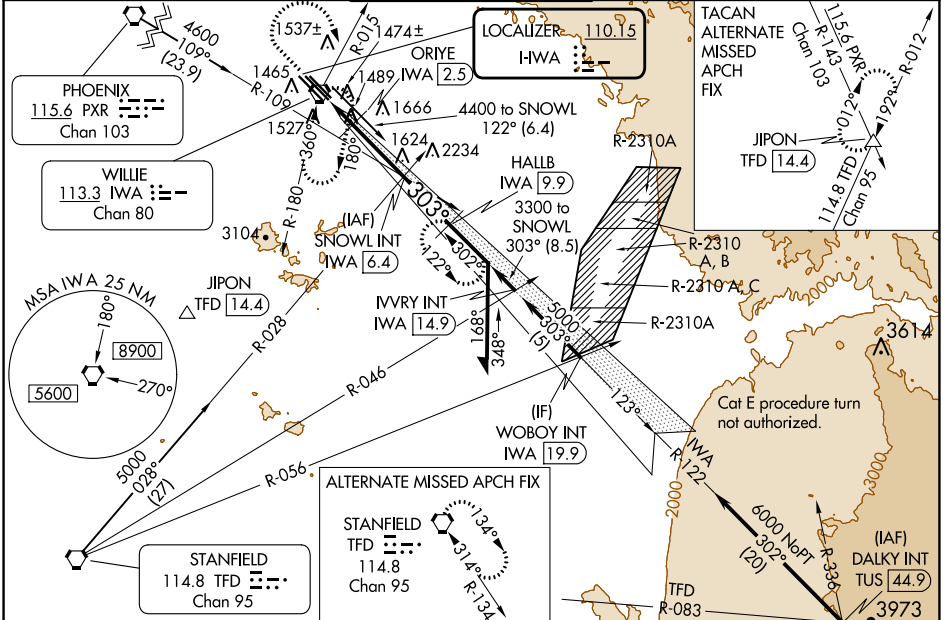 4600
109°
(23.9)
R-109
PHOENIX
115.6 PXR
Chan 103
WILLIE
113.3 IWA
Chan 80
1537±
R-015
1474±
1465
1489
1527
1666
1624
2234
360°
180°
ORIYE
IWA 2.5
LOCALIZER 110.15
I-IWA
4400 to SNOWL
122° (6.4)
HALLB
IWA 9.9
3300 to
SNOWL
303° (8.5)
303°
R-180
3104
(IAF)
SNOWL INT
IWA 6.4
302°
122°
IVVRY INT
IWA 14.9
168°
348°
5000
303°
(5)
R-2310A
R-2310
A, B
R-2310 A, C
R-2310A
TACAN
ALTERNATE
MISSED
APCH
FIX
115.6 PXR
R-143
Chan 103
R-012
012°
192°
JIPON
TFD 14.4
114.8 TFD
Chan 95
JIPON
TFD 14.4
MSA IWA 25 NM
180°
8900
5600
270°
R-028
R-046
R-056
5000
028°
(27)
STANFIELD
114.8 TFD
Chan 95
ALTERNATE MISSED APCH FIX
STANFIELD
TFD
114.8
Chan 95
134°
314°
R-134
(IF)
WOBOY INT
IWA 19.9
123°
IWA
R-122
3614
Cat E procedure turn
not authorized.
2000
3000
6000 NoPT
302°
(20)
R-336
(IAF)
DALKY INT
TUS 44.9
3973
TFD
R-083